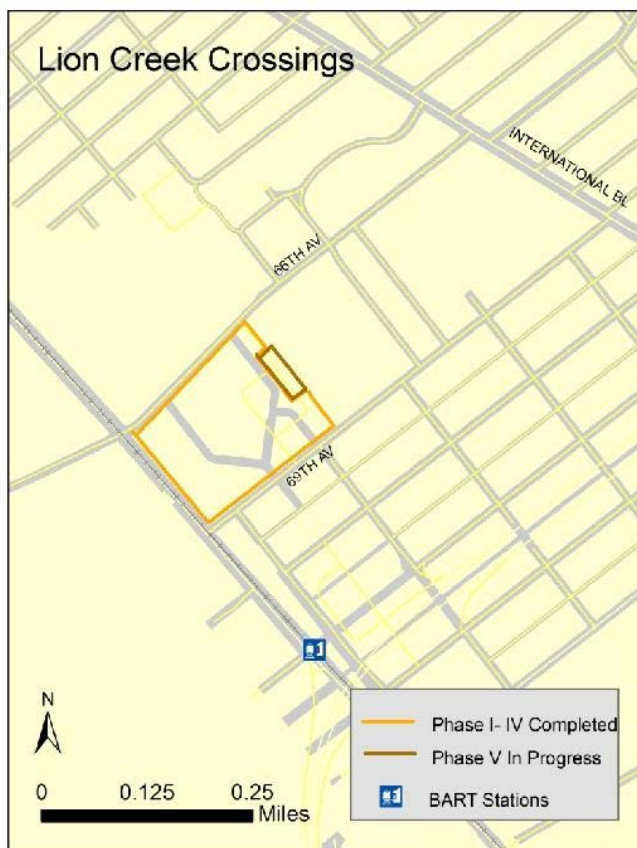 Lion Creek Crossings
INTERNATIONAL BL
66TH AV
69TH AV
N
0 0.125 0.25
Miles
Phase I- IV Completed
Phase V In Progress
BART Stations